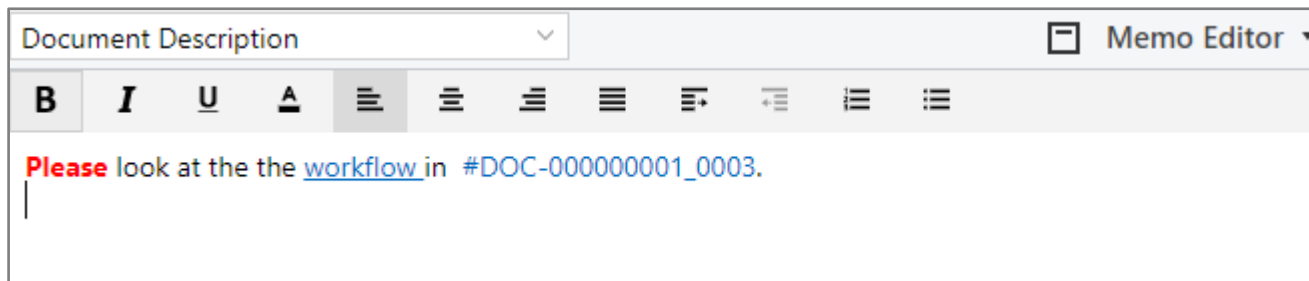 Document Description
Memo Editor
B I U A
Please look at the the workflow in #DOC-000000001_0003.